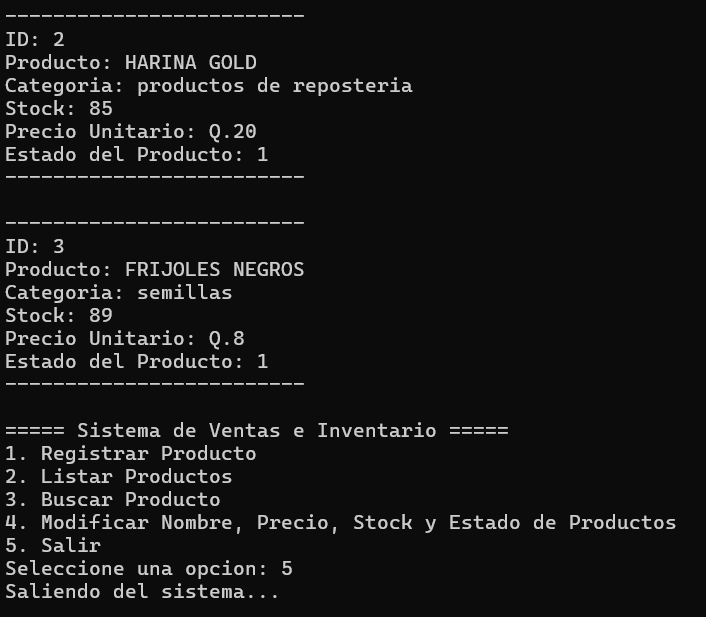 -------------------------
ID: 2
Producto: HARINA GOLD
Categoria: productos de reposteria
Stock: 85
Precio Unitario: Q.20
Estado del Producto: 1
-------------------------
-------------------------
ID: 3
Producto: FRIJOLES NEGROS
Categoria: semillas
Stock: 89
Precio Unitario: Q.8
Estado del Producto: 1
-------------------------
===== Sistema de Ventas e Inventario =====
1. Registrar Producto
2. Listar Productos
3. Buscar Producto
4. Modificar Nombre, Precio, Stock y Estado de Productos
5. Salir
Seleccione una opcion: 5
Saliendo del sistema...